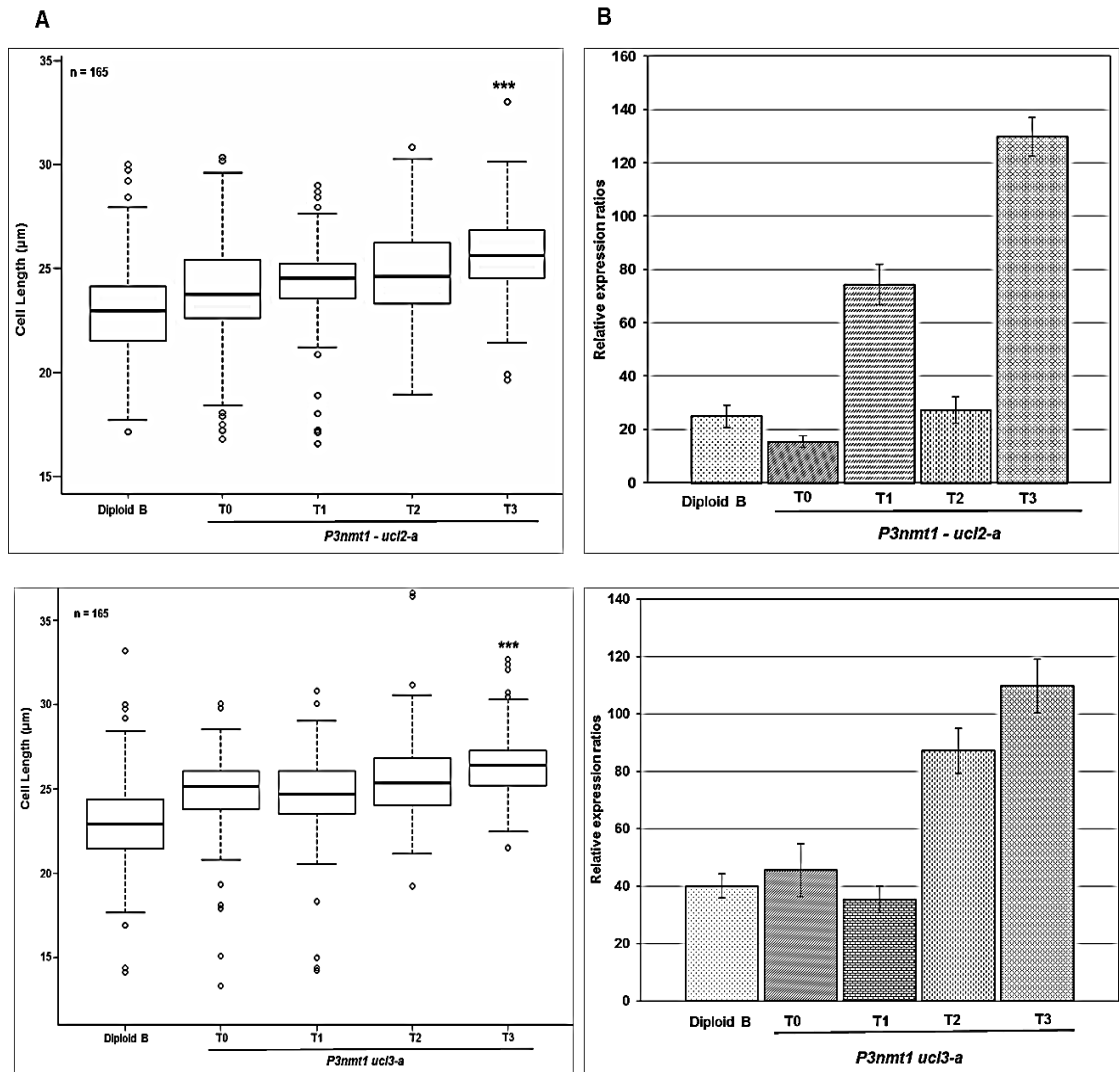 A
B
n = 165
***
35
30
25
20
15
Cell Length (µm)
Diploid B T0 T1 T2 T3
P3nmt1 - ucl2-a
160
140
120
100
80
60
40
20
0
Relative expression ratios
Diploid B T0 T1 T2 T3
P3nmt1 - ucl2-a
n = 165
***
35
30
25
20
15
Cell Length (µm)
Diploid B T0 T1 T2 T3
P3nmt1 ucl3-a
140
120
100
80
60
40
20
0
Relative expression ratios
Diploid B T0 T1 T2 T3
P3nmt1 ucl3-a